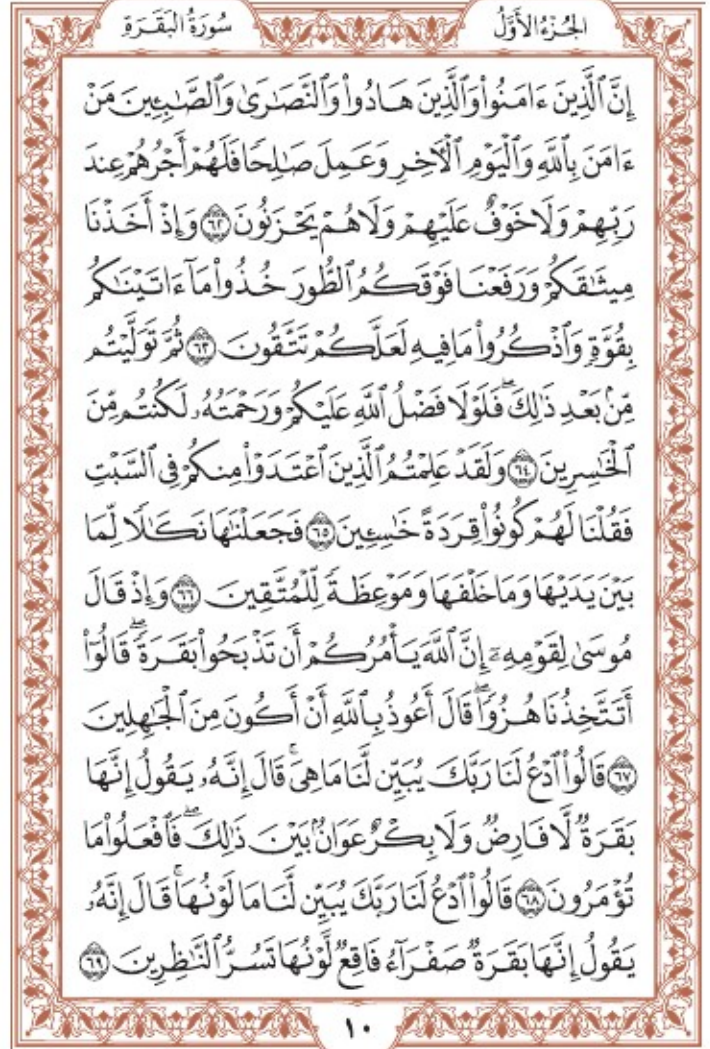 الجُزْءُ الأَوَّلُ
سُورَةُ البَقَرَةِ
إِنَّ ٱلَّذِينَ ءَامَنُوا۟ وَٱلَّذِينَ هَادُوا۟ وَٱلنَّصَٰرَىٰ وَٱلصَّٰبِـِٔينَ مَنْ
ءَامَنَ بِٱللَّهِ وَٱلْيَوْمِ ٱلْءَاخِرِ وَعَمِلَ صَٰلِحًا فَلَهُمْ أَجْرُهُمْ عِندَ
رَبِّهِمْ وَلَا خَوْفٌ عَلَيْهِمْ وَلَا هُمْ يَحْزَنُونَ ٦٢ وَإِذْ أَخَذْنَا
مِيثَٰقَكُمْ وَرَفَعْنَا فَوْقَكُمُ ٱلطُّورَ خُذُوا۟ مَآ ءَاتَيْنَٰكُم
بِقُوَّةٍ وَٱذْكُرُوا۟ مَا فِيهِ لَعَلَّكُمْ تَتَّقُونَ ٦٣ ثُمَّ تَوَلَّيْتُم
مِّنۢ بَعْدِ ذَٰلِكَ ۖ فَلَوْلَا فَضْلُ ٱللَّهِ عَلَيْكُمْ وَرَحْمَتُهُۥ لَكُنتُم مِّنَ
ٱلْخَٰسِرِينَ ٦٤ وَلَقَدْ عَلِمْتُمُ ٱلَّذِينَ ٱعْتَدَوْا۟ مِنكُمْ فِى ٱلسَّبْتِ
فَقُلْنَا لَهُمْ كُونُوا۟ قِرَدَةً خَٰسِـِٔينَ ٦٥ فَجَعَلْنَٰهَا نَكَٰلًا لِّمَا
بَيْنَ يَدَيْهَا وَمَا خَلْفَهَا وَمَوْعِظَةً لِّلْمُتَّقِينَ ٦٦ وَإِذْ قَالَ
مُوسَىٰ لِقَوْمِهِۦٓ إِنَّ ٱللَّهَ يَأْمُرُكُمْ أَن تَذْبَحُوا۟ بَقَرَةً ۖ قَالُوٓا۟
أَتَتَّخِذُنَا هُزُوًا ۖ قَالَ أَعُوذُ بِٱللَّهِ أَنْ أَكُونَ مِنَ ٱلْجَٰهِلِينَ
٦٧ قَالُوا۟ ٱدْعُ لَنَا رَبَّكَ يُبَيِّن لَّنَا مَا هِىَ ۚ قَالَ إِنَّهُۥ يَقُولُ إِنَّهَا
بَقَرَةٌ لَّا فَارِضٌ وَلَا بِكْرٌ عَوَانٌۢ بَيْنَ ذَٰلِكَ ۖ فَٱفْعَلُوا۟ مَا
تُؤْمَرُونَ ٦٨ قَالُوا۟ ٱدْعُ لَنَا رَبَّكَ يُبَيِّن لَّنَا مَا لَوْنُهَا ۚ قَالَ إِنَّهُۥ
يَقُولُ إِنَّهَا بَقَرَةٌ صَفْرَآءُ فَاقِعٌ لَّوْنُهَا تَسُرُّ ٱلنَّٰظِرِينَ ٦٩
١٠